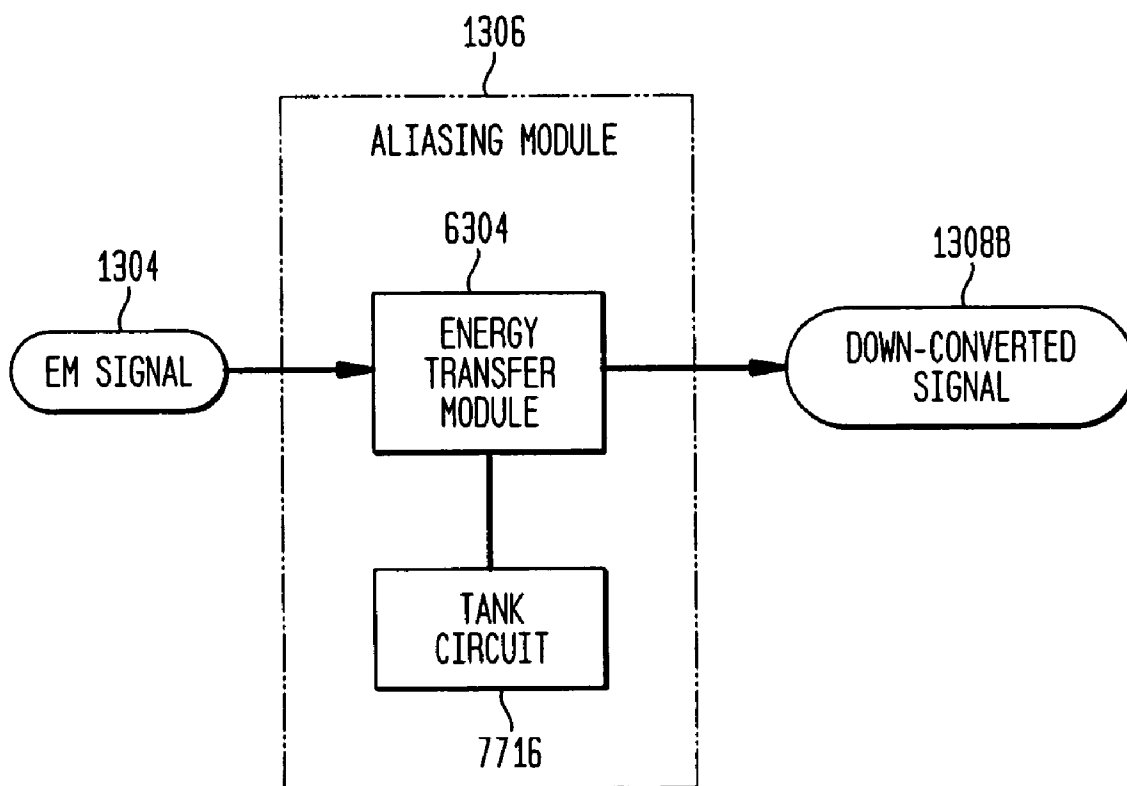 1306
ALIASING MODULE
6304
1304
1308B
ENERGY
TRANSFER
MODULE
EM SIGNAL
DOWN-CONVERTED
SIGNAL
TANK
CIRCUIT
7716